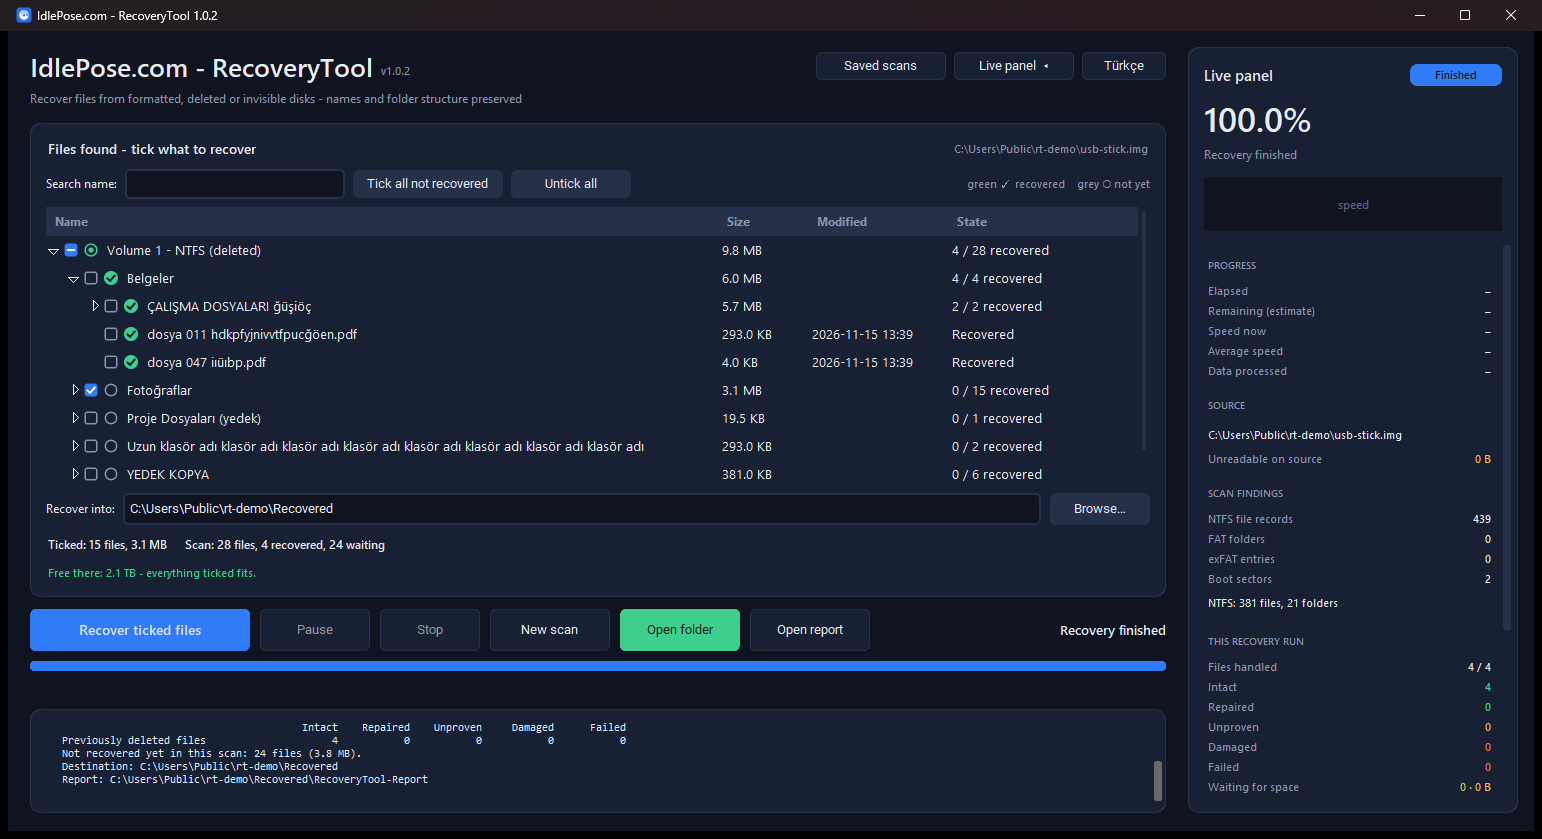 IdlePose.com - RecoveryTool 1.0.2
IdlePose.com - RecoveryTool v1.0.2
Saved scans
Live panel
Türkçe
Recover files from formatted, deleted or invisible disks - names and folder structure preserved
Files found - tick what to recover
C:\Users\Public\rt-demo\usb-stick.img
Search name:
Tick all not recovered
Untick all
green ✓ recovered grey ○ not yet
Name Size Modified State
Volume 1 - NTFS (deleted) 9.8 MB 4 / 28 recovered
Belgeler 6.0 MB 4 / 4 recovered
ÇALIŞMA DOSYALARI ğüşiöç 5.7 MB 2 / 2 recovered
dosya 011 hdkpfyjnivvtfpucğöen.pdf 293.0 KB 2026-11-15 13:39 Recovered
dosya 047 iıüıbp.pdf 4.0 KB 2026-11-15 13:39 Recovered
Fotoğraflar 3.1 MB 0 / 15 recovered
Proje Dosyaları (yedek) 19.5 KB 0 / 1 recovered
Uzun klasör adı klasör adı klasör adı klasör adı klasör adı klasör adı klasör adı klasör adı 293.0 KB 0 / 2 recovered
YEDEK KOPYA 381.0 KB 0 / 6 recovered
Recover into: C:\Users\Public\rt-demo\Recovered
Browse...
Ticked: 15 files, 3.1 MB Scan: 28 files, 4 recovered, 24 waiting
Free there: 2.1 TB - everything ticked fits.
Recover ticked files
Pause
Stop
New scan
Open folder
Open report
Recovery finished
Intact Repaired Unproven Damaged Failed
Previously deleted files 4 0 0 0 0
Not recovered yet in this scan: 24 files (3.8 MB).
Destination: C:\Users\Public\rt-demo\Recovered
Report: C:\Users\Public\rt-demo\Recovered\RecoveryTool-Report
Live panel
Finished
100.0%
Recovery finished
speed
PROGRESS
Elapsed –
Remaining (estimate) –
Speed now –
Average speed –
Data processed –
SOURCE
C:\Users\Public\rt-demo\usb-stick.img
Unreadable on source 0 B
SCAN FINDINGS
NTFS file records 439
FAT folders 0
exFAT entries 0
Boot sectors 2
NTFS: 381 files, 21 folders
THIS RECOVERY RUN
Files handled 4 / 4
Intact 4
Repaired 0
Unproven 0
Damaged 0
Failed 0
Waiting for space 0 · 0 B